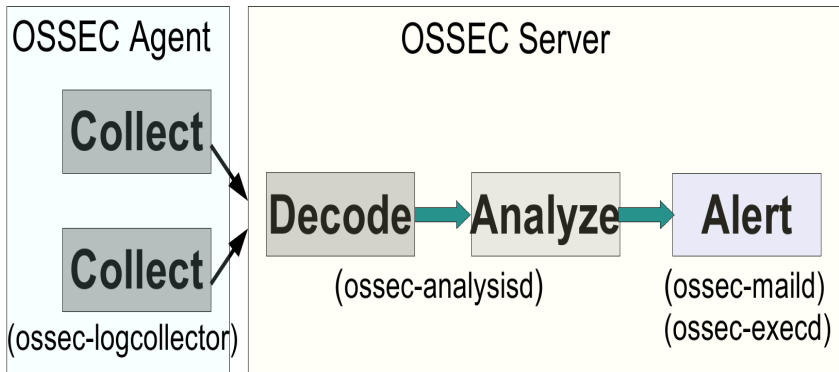 OSSEC Agent
Collect
Collect
(ossec-logcollector)
OSSEC Server
Decode
Analyze
Alert
(ossec-analysisd)
(ossec-maild)
(ossec-execd)